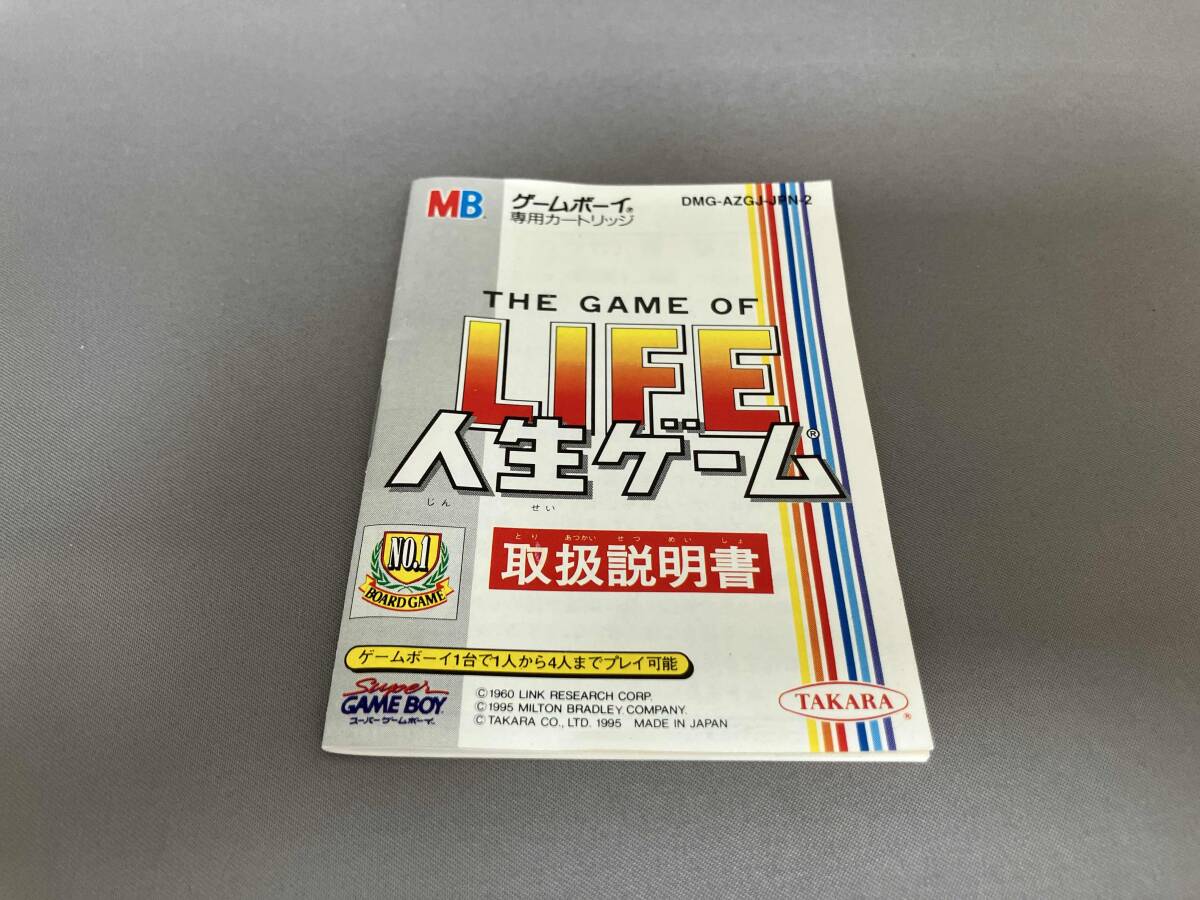 MB
ゲームボーイ®
専用カートリッジ
DMG-AZGJ-JPN-2
THE GAME OF
LIFE
人生ゲーム®
じん せい
とり あつかい せつ めい しょ
取扱説明書
NO.1
BOARD GAME
ゲームボーイ1台で1人から4人までプレイ可能
Super
GAME BOY
スーパーゲームボーイ
©1960 LINK RESEARCH CORP.
©1995 MILTON BRADLEY COMPANY.
© TAKARA CO., LTD. 1995 MADE IN JAPAN
TAKARA®